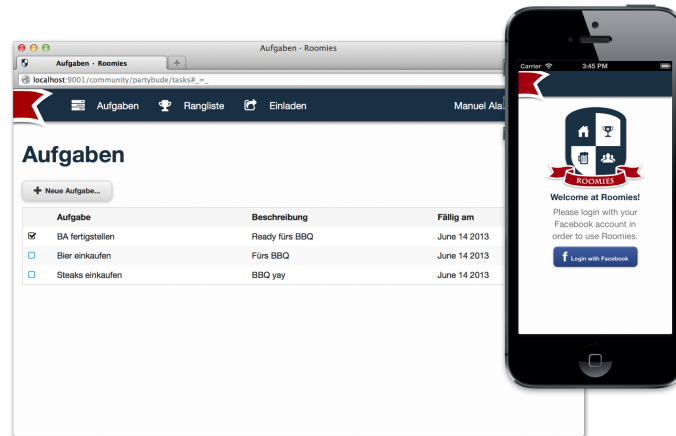 Aufgaben · Roomies
Aufgaben · Roomies
localhost:9001/community/partybude/tasks#_=_
Aufgaben Rangliste Einladen Manuel Ala
Aufgaben
Neue Aufgabe...
Aufgabe Beschreibung Fällig am
BA fertigstellen Ready fürs BBQ June 14 2013
Bier einkaufen Fürs BBQ June 14 2013
Steaks einkaufen BBQ yay June 14 2013
Carrier 3:45 PM
ROOMIES
Welcome at Roomies!
Please login with your
Facebook account in
order to use Roomies.
f Login with Facebook